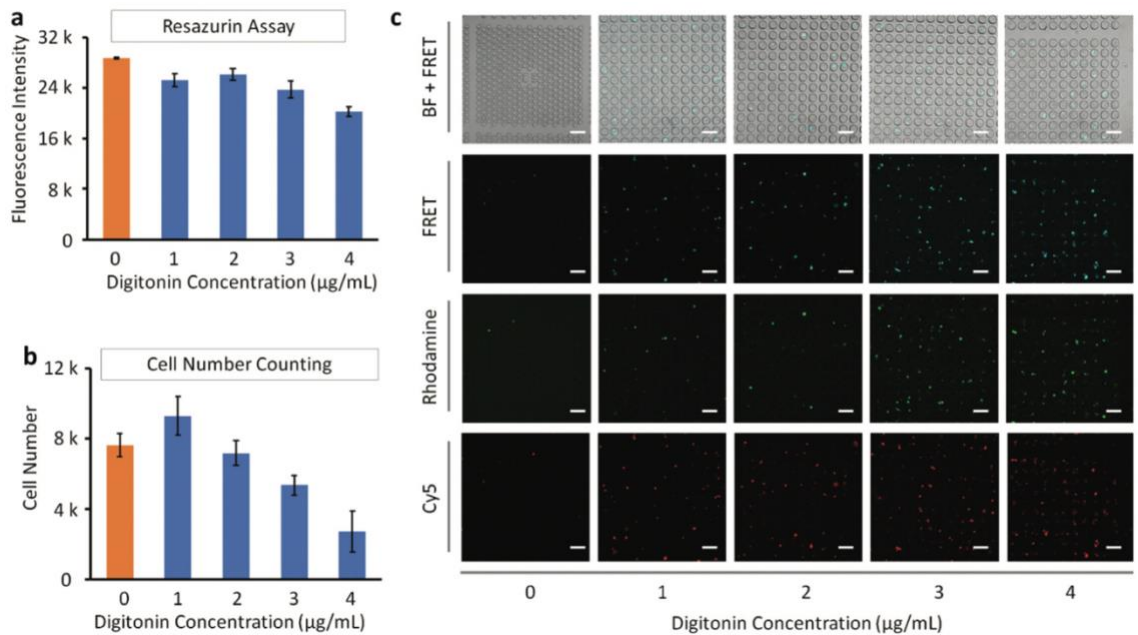 a
Resazurin Assay
32 k
24 k
16 k
8 k
0
Fluorescence Intensity
0 1 2 3 4
Digitonin Concentration (µg/mL)
b
Cell Number Counting
12 k
8 k
4 k
0
Cell Number
0 1 2 3 4
Digitonin Concentration (µg/mL)
c
BF + FRET
FRET
Rhodamine
Cy5
0 1 2 3 4
Digitonin Concentration (µg/mL)